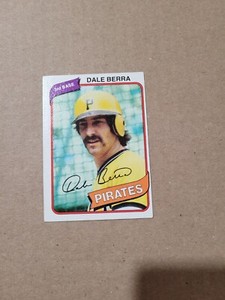 DALE BERRA
3rd BASE
P
Dale Berra
PIRATES